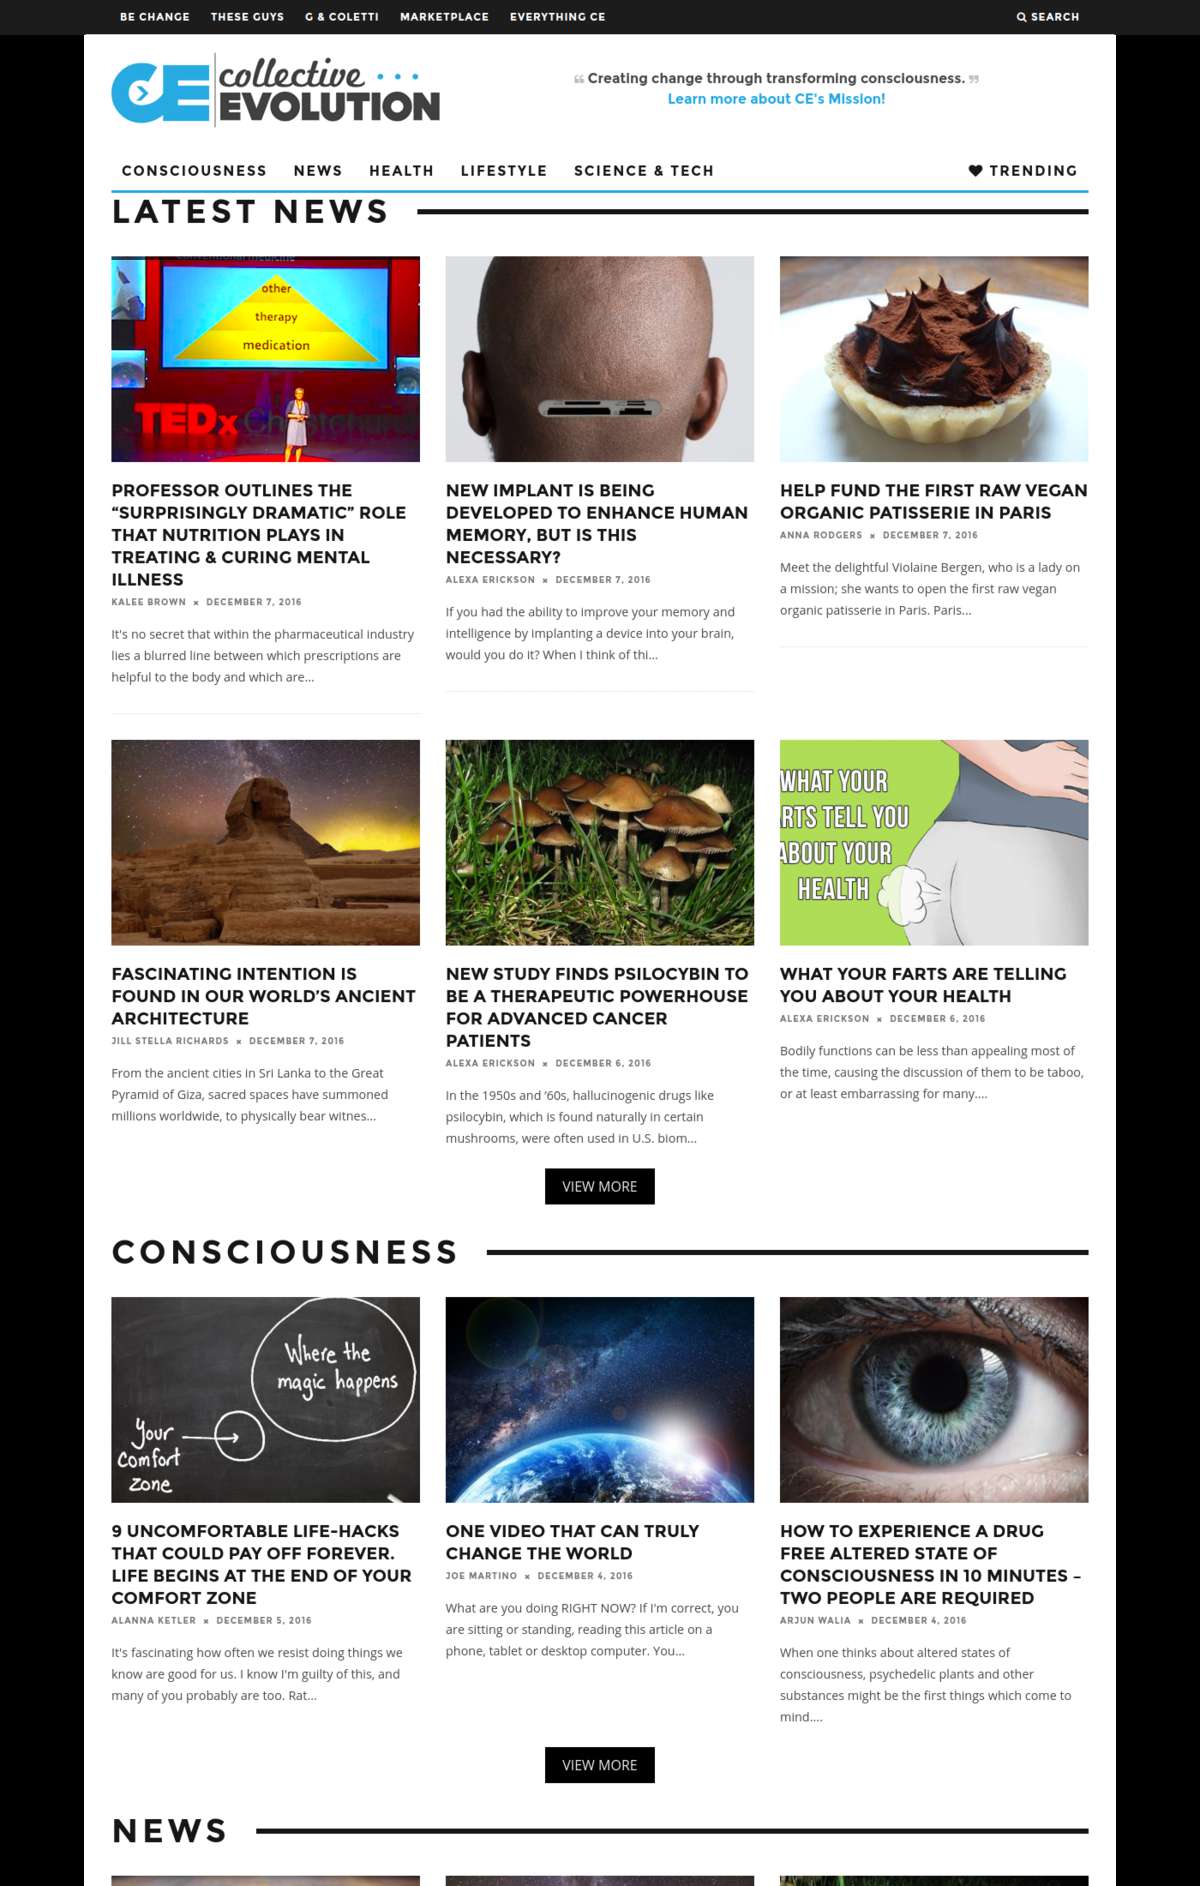 BE CHANGE THESE GUYS G & COLETTI MARKETPLACE EVERYTHING CE SEARCH
CE collective EVOLUTION
Creating change through transforming consciousness.
Learn more about CE's Mission!
CONSCIOUSNESS NEWS HEALTH LIFESTYLE SCIENCE & TECH TRENDING
LATEST NEWS
other
therapy
medication
TEDx
PROFESSOR OUTLINES THE
“SURPRISINGLY DRAMATIC” ROLE
THAT NUTRITION PLAYS IN
TREATING & CURING MENTAL
ILLNESS
KALEE BROWN × DECEMBER 7, 2016
It's no secret that within the pharmaceutical industry
lies a blurred line between which prescriptions are
helpful to the body and which are...
NEW IMPLANT IS BEING
DEVELOPED TO ENHANCE HUMAN
MEMORY, BUT IS THIS
NECESSARY?
ALEXA ERICKSON × DECEMBER 7, 2016
If you had the ability to improve your memory and
intelligence by implanting a device into your brain,
would you do it? When I think of thi...
HELP FUND THE FIRST RAW VEGAN
ORGANIC PATISSERIE IN PARIS
ANNA RODGERS × DECEMBER 7, 2016
Meet the delightful Violaine Bergen, who is a lady on
a mission; she wants to open the first raw vegan
organic patisserie in Paris. Paris...
FASCINATING INTENTION IS
FOUND IN OUR WORLD’S ANCIENT
ARCHITECTURE
JILL STELLA RICHARDS × DECEMBER 7, 2016
From the ancient cities in Sri Lanka to the Great
Pyramid of Giza, sacred spaces have summoned
millions worldwide, to physically bear witnes...
NEW STUDY FINDS PSILOCYBIN TO
BE A THERAPEUTIC POWERHOUSE
FOR ADVANCED CANCER
PATIENTS
ALEXA ERICKSON × DECEMBER 6, 2016
In the 1950s and ‘60s, hallucinogenic drugs like
psilocybin, which is found naturally in certain
mushrooms, were often used in U.S. biom...
WHAT YOUR
RTS TELL YOU
ABOUT YOUR
HEALTH
WHAT YOUR FARTS ARE TELLING
YOU ABOUT YOUR HEALTH
ALEXA ERICKSON × DECEMBER 6, 2016
Bodily functions can be less than appealing most of
the time, causing the discussion of them to be taboo,
or at least embarrassing for many....
VIEW MORE
CONSCIOUSNESS
Where the
magic happens
Your
comfort
zone
9 UNCOMFORTABLE LIFE-HACKS
THAT COULD PAY OFF FOREVER.
LIFE BEGINS AT THE END OF YOUR
COMFORT ZONE
ALANNA KETLER × DECEMBER 5, 2016
It's fascinating how often we resist doing things we
know are good for us. I know I'm guilty of this, and
many of you probably are too. Rat...
ONE VIDEO THAT CAN TRULY
CHANGE THE WORLD
JOE MARTINO × DECEMBER 4, 2016
What are you doing RIGHT NOW? If I'm correct, you
are sitting or standing, reading this article on a
phone, tablet or desktop computer. You...
HOW TO EXPERIENCE A DRUG
FREE ALTERED STATE OF
CONSCIOUSNESS IN 10 MINUTES –
TWO PEOPLE ARE REQUIRED
ARJUN WALIA × DECEMBER 4, 2016
When one thinks about altered states of
consciousness, psychedelic plants and other
substances might be the first things which come to
mind....
VIEW MORE
NEWS